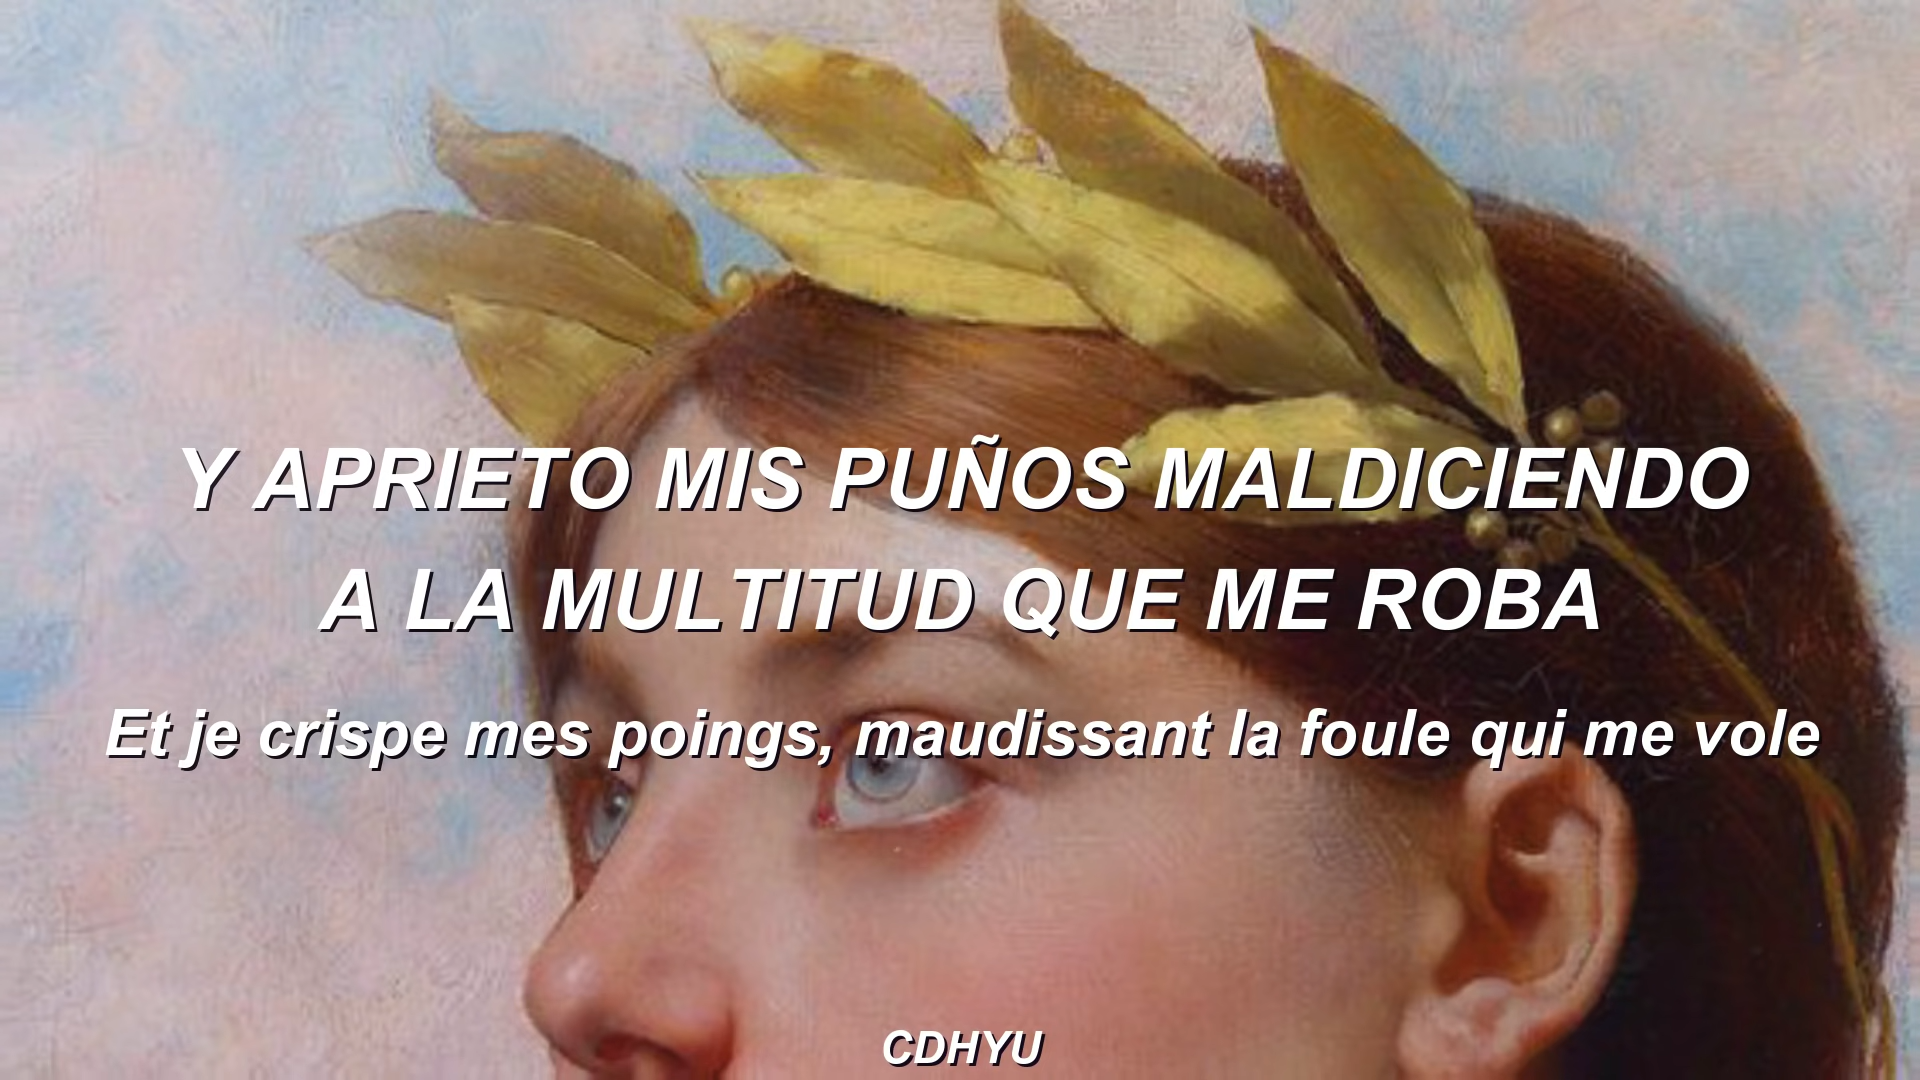 Y APRIETO MIS PUÑOS MALDICIENDO
A LA MULTITUD QUE ME ROBA
Et je crispe mes poings, maudissant la foule qui me vole
CDHYU